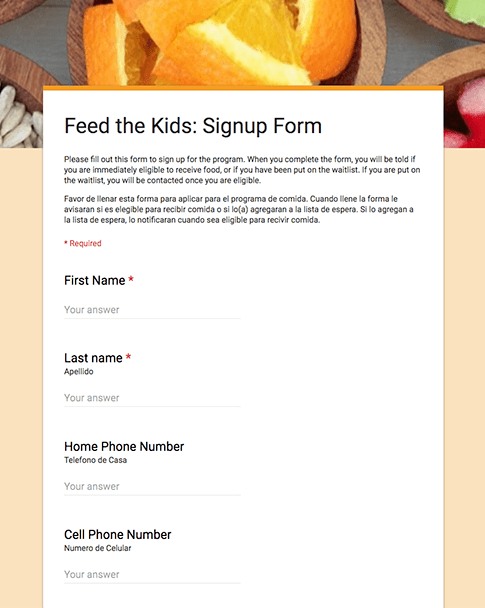 Feed the Kids: Signup Form
Please fill out this form to sign up for the program. When you complete the form, you will be told if
you are immediately eligible to receive food, or if you have been put on the waitlist. If you are put on
the waitlist, you will be contacted once you are eligible.
Favor de llenar esta forma para aplicar para el programa de comida. Cuando llene la forma le
avisaran si es elegible para recibir comida o si lo(a) agregaran a la lista de espera. Si lo agregan a
la lista de espera, lo notificaran cuando sea eligible para recivir comida.
* Required
First Name *
Your answer
Last name *
Apellido
Your answer
Home Phone Number
Telefono de Casa
Your answer
Cell Phone Number
Numero de Celular
Your answer